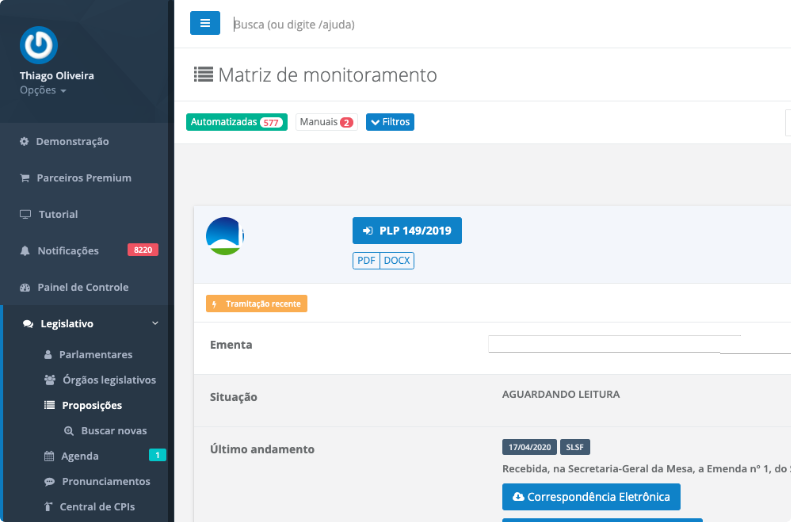 Busca (ou digite /ajuda)
Thiago Oliveira
Opções
Matriz de monitoramento
Automatizadas 577 Manuais 2 Filtros
Demonstração
Parceiros Premium
Tutorial
Notificações 8220
Painel de Controle
Legislativo
Parlamentares
Órgãos legislativos
Proposições
Buscar novas
Agenda 1
Pronunciamentos
Central de CPIs
PLP 149/2019
PDF DOCX
Tramitação recente
Ementa
Situação AGUARDANDO LEITURA
Último andamento 17/04/2020 SLSF
Recebida, na Secretaria-Geral da Mesa, a Emenda nº 1, do
Correspondência Eletrônica